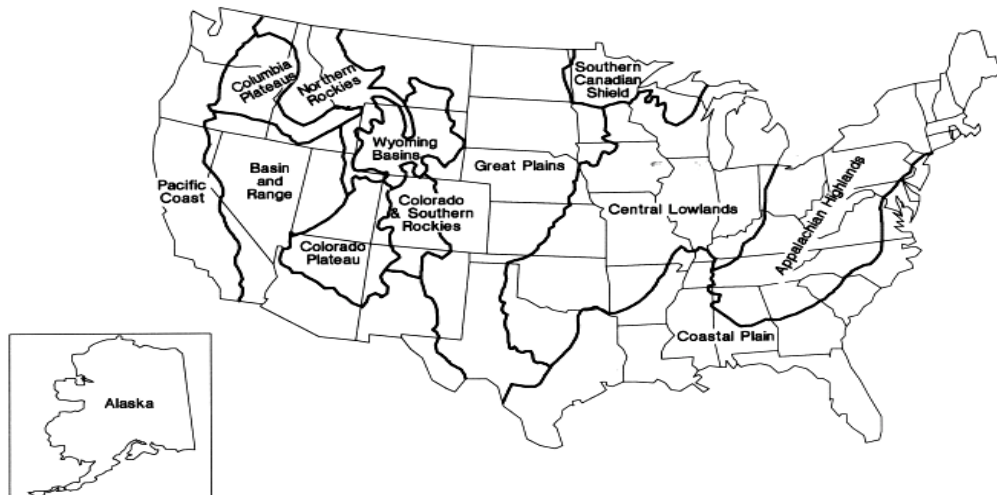 Columbia
Plateaus
Northern
Rockies
Southern
Canadian
Shield
Wyoming
Basins
Great Plains
Basin
and
Range
Pacific
Coast
Colorado
& Southern
Rockies
Central Lowlands
Appalachian Highlands
Colorado
Plateau
Coastal Plain
Alaska